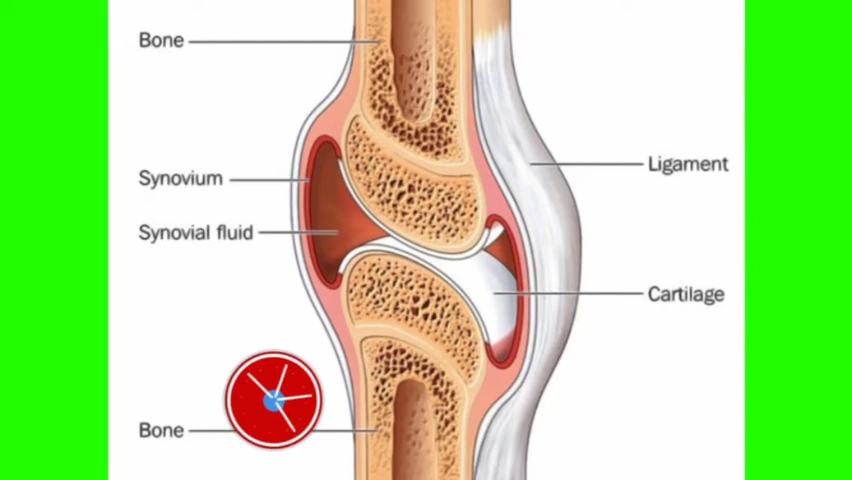 Bone
Ligament
Synovium
Synovial fluid
Cartilage
Bone